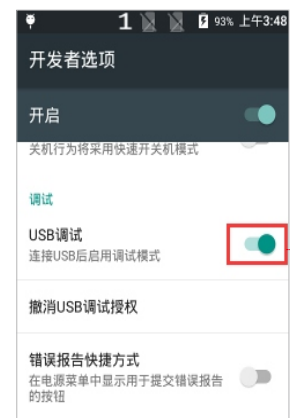 1 93% 上午3:48
开发者选项
开启
关机行为将采用快速开关机模式
调试
USB调试
连接USB后启用调试模式
撤消USB调试授权
错误报告快捷方式
在电源菜单中显示用于提交错误报告
的按钮